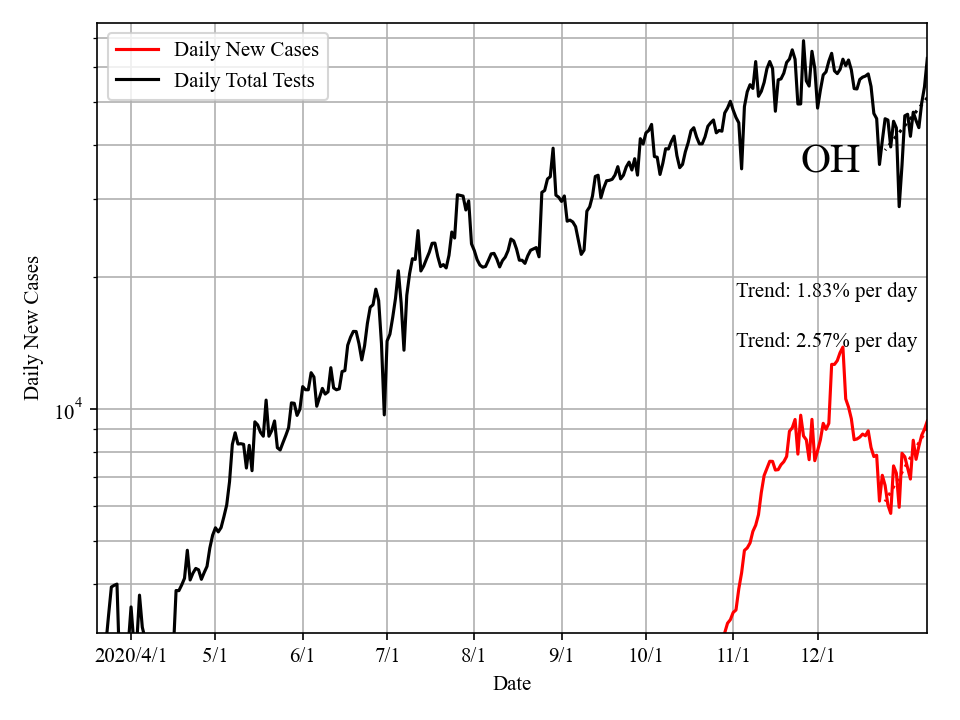 Daily New Cases
Daily Total Tests
OH
Trend: 1.83% per day
Trend: 2.57% per day
Daily New Cases
10^4
2020/4/1 5/1 6/1 7/1 8/1 9/1 10/1 11/1 12/1
Date